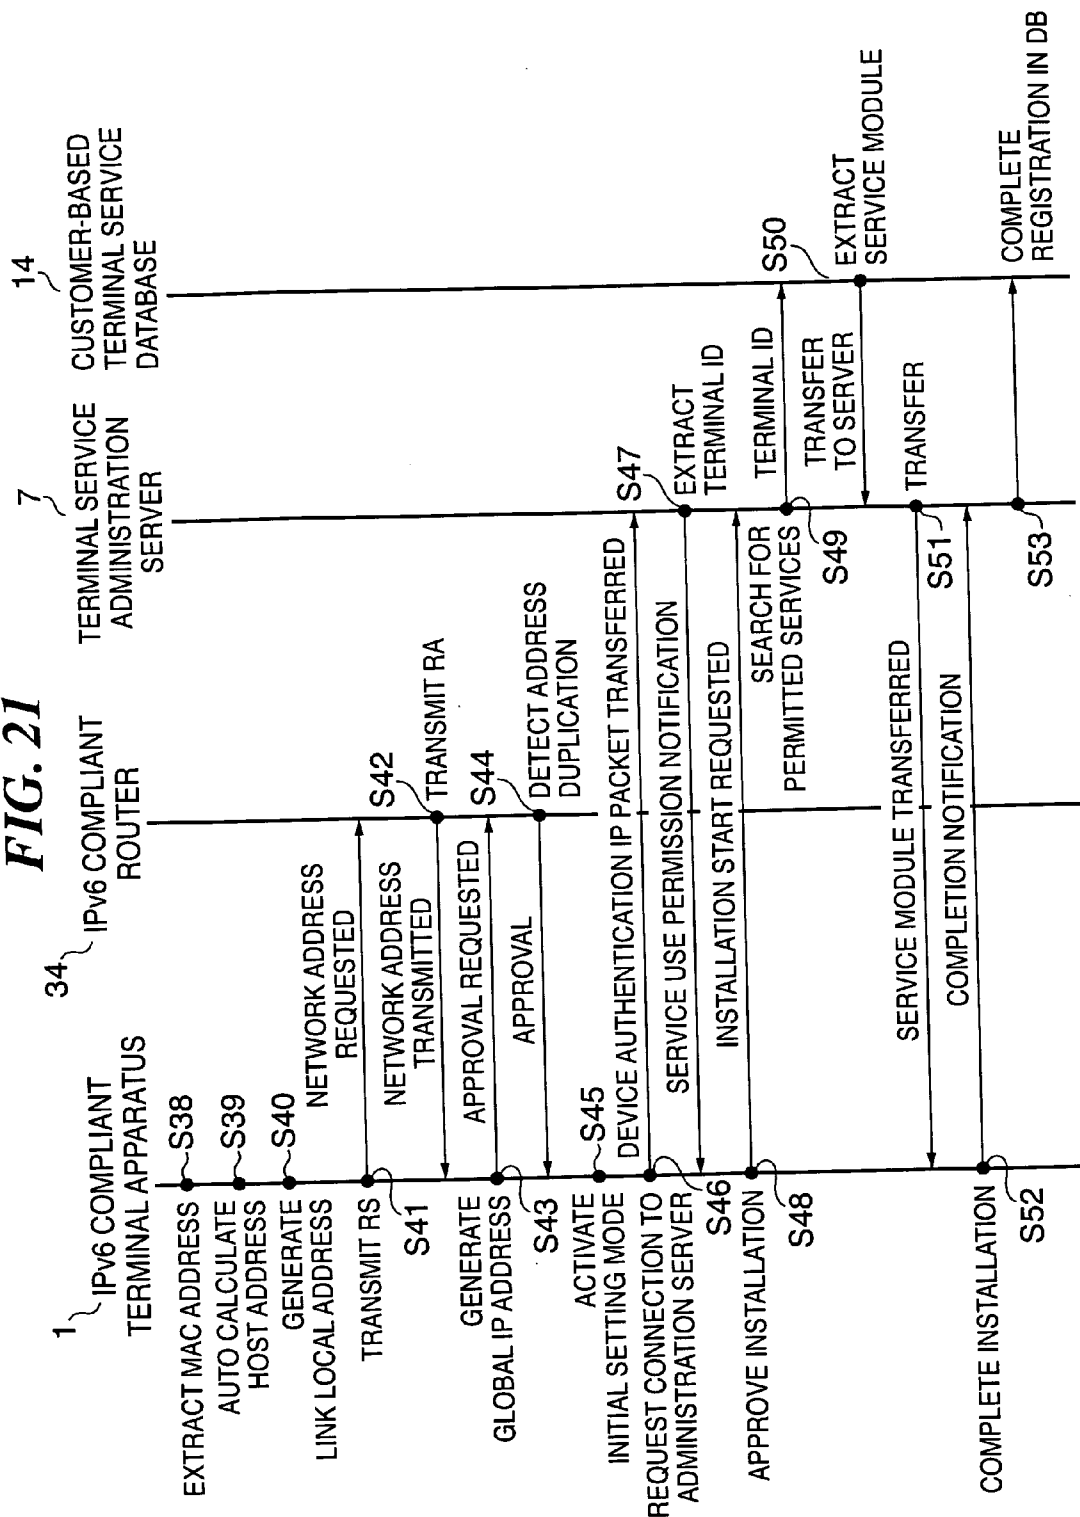 FIG. 21
1
IPv6 COMPLIANT
TERMINAL APPARATUS
34
IPv6 COMPLIANT
ROUTER
7
TERMINAL SERVICE
ADMINISTRATION
SERVER
14
CUSTOMER-BASED
TERMINAL SERVICE
DATABASE
EXTRACT MAC ADDRESS
S38
AUTO CALCULATE
HOST ADDRESS
S39
GENERATE
LINK LOCAL ADDRESS
S40
NETWORK ADDRESS
REQUESTED
TRANSMIT RS
S41
S42
TRANSMIT RA
NETWORK ADDRESS
TRANSMITTED
APPROVAL REQUESTED
GENERATE
GLOBAL IP ADDRESS
S43
S44
DETECT ADDRESS
DUPLICATION
APPROVAL
ACTIVATE
INITIAL SETTING MODE
S45
DEVICE AUTHENTICATION IP PACKET TRANSFERRED
REQUEST CONNECTION TO
ADMINISTRATION SERVER
S46
S47
EXTRACT
TERMINAL ID
SERVICE USE PERMISSION NOTIFICATION
INSTALLATION START REQUESTED
APPROVE INSTALLATION
S48
SEARCH FOR
PERMITTED SERVICES
S49
TERMINAL ID
S50
EXTRACT
SERVICE MODULE
TRANSFER
TO SERVER
TRANSFER
S51
SERVICE MODULE TRANSFERRED
COMPLETION NOTIFICATION
COMPLETE INSTALLATION
S52
S53
COMPLETE
REGISTRATION IN DB